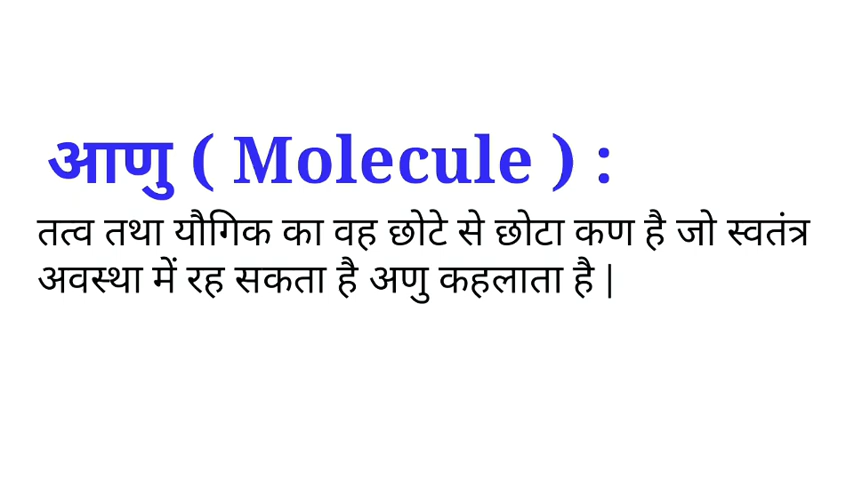 आणु ( Molecule ) :
तत्व तथा यौगिक का वह छोटे से छोटा कण है जो स्वतंत्र
अवस्था में रह सकता है अणु कहलाता है |